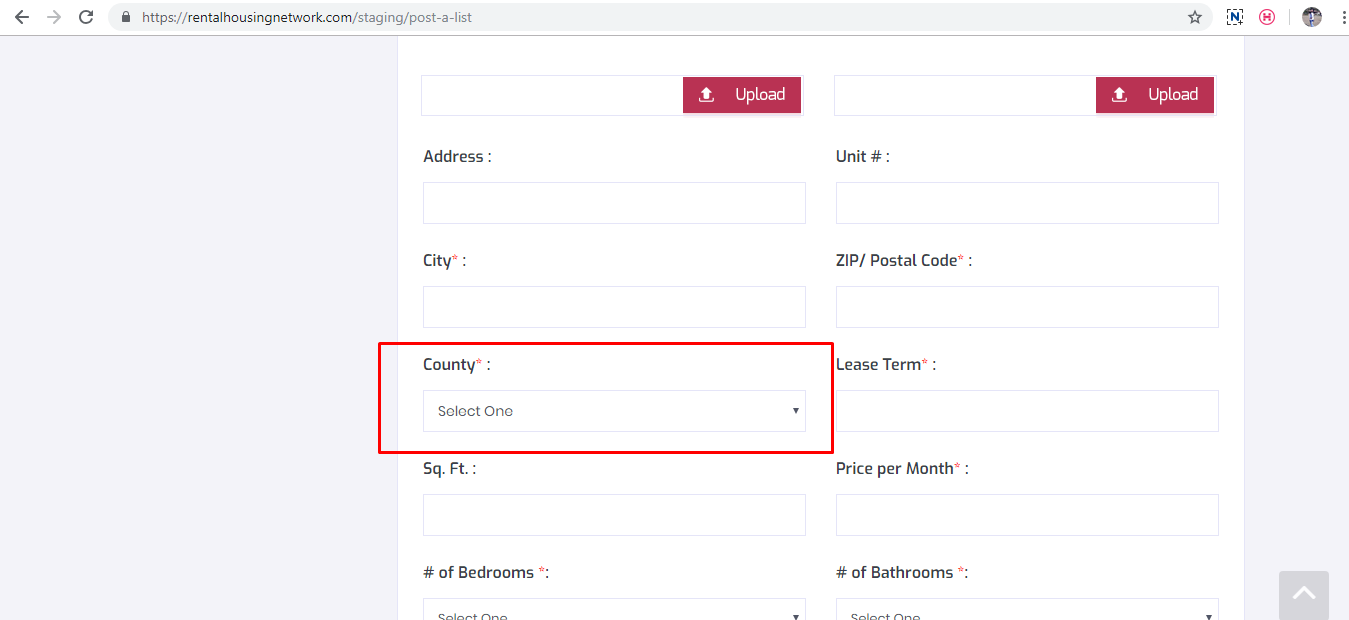 https://rentalhousingnetwork.com/staging/post-a-list
N
H
Upload Upload
Address : Unit # :
City* : ZIP/ Postal Code* :
County* : Lease Term* :
Select One
Sq. Ft. : Price per Month* :
# of Bedrooms *: # of Bathrooms *:
Select One Select One